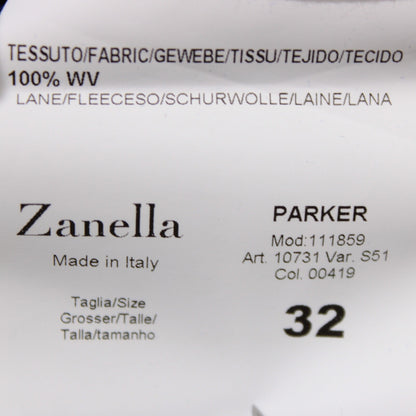 TESSUTO/FABRIC/GEWEBE/TISSU/TEJIDO/TECIDO
100% WV
LANE/FLEECESO/SCHURWOLLE/LAINE/LANA
Zanella
Made in Italy
Taglia/Size
Grosser/Talle/
Talla/tamanho
PARKER
Mod:111859
Art. 10731 Var. S51
Col. 00419
32